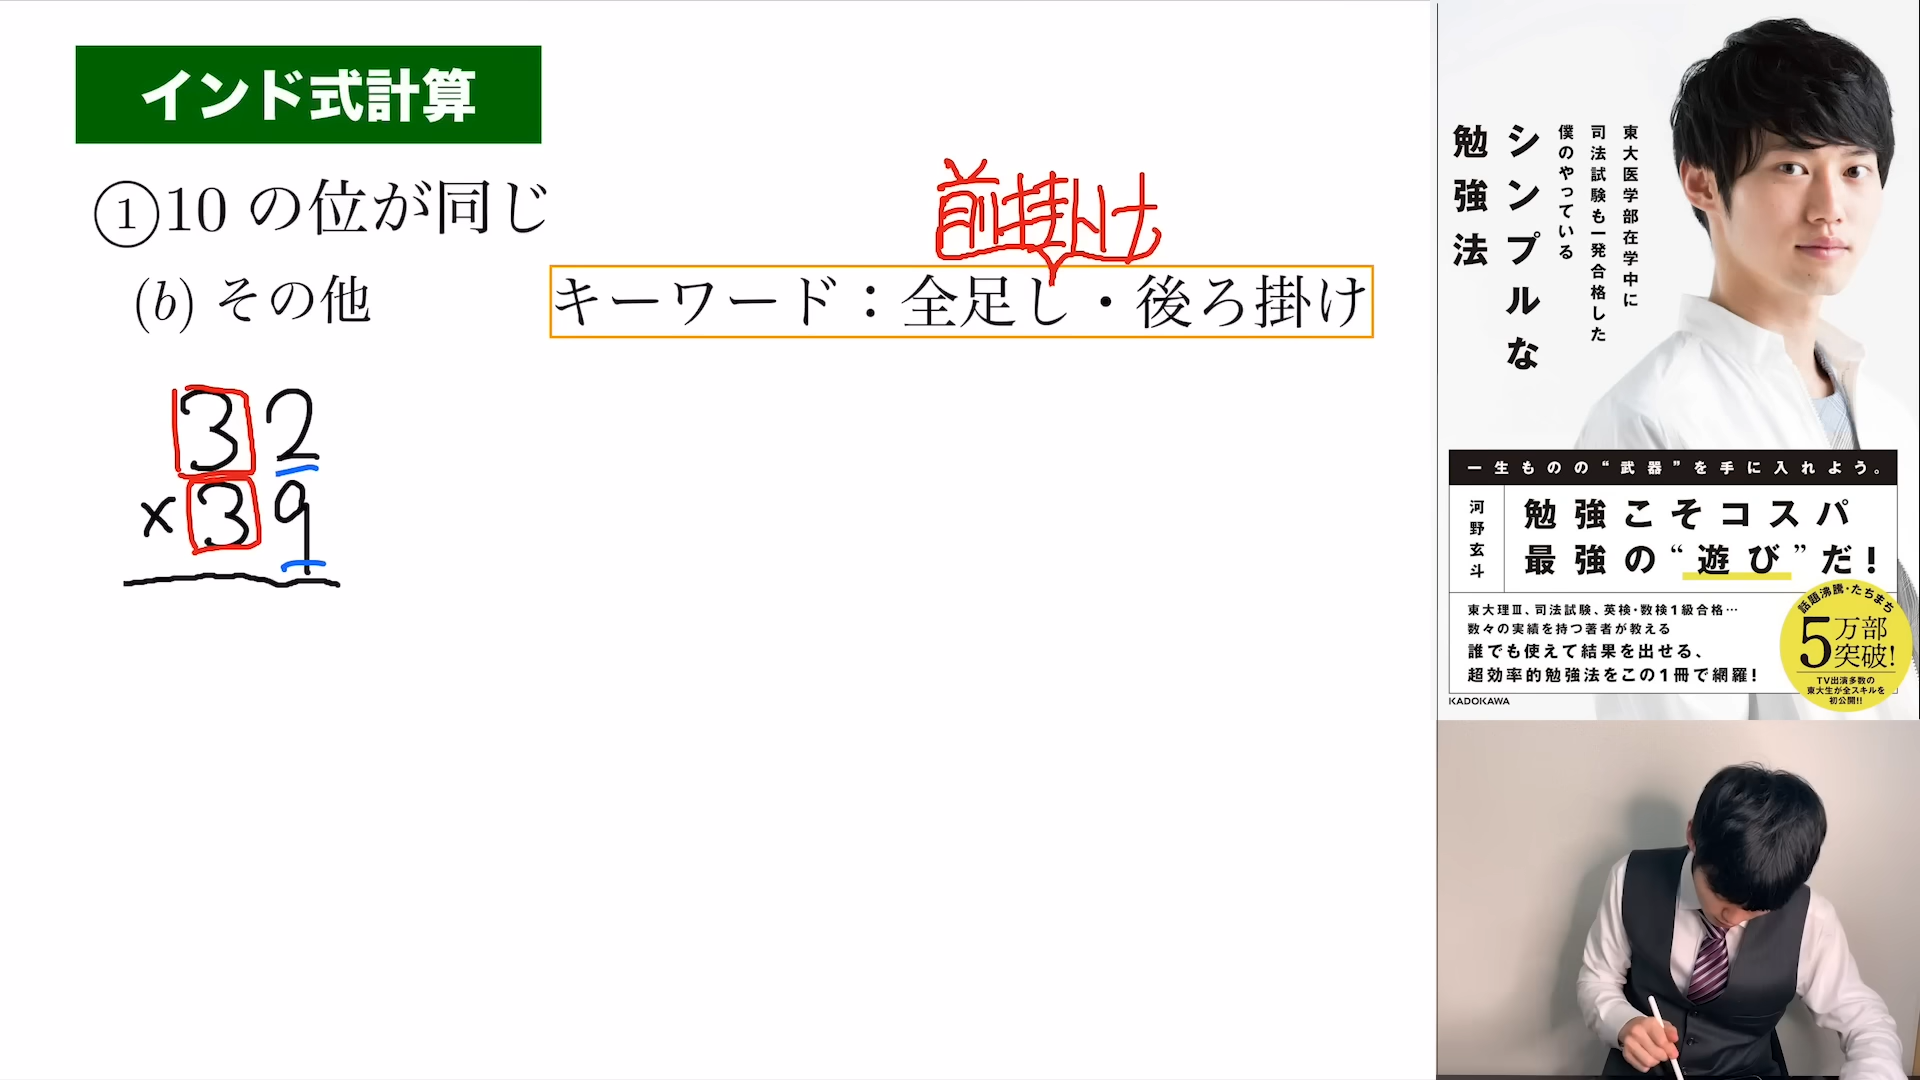 インド式計算
①10 の位が同じ
前掛け
(b) その他
キーワード：全足し・後ろ掛け
32
×39
東大医学部在学中に
司法試験も一発合格した
僕のやっている
シンプルな
勉強法
一生ものの“武器”を手に入れよう。
河野玄斗
勉強こそコスパ
最強の“遊び”だ！
東大理Ⅲ、司法試験、英検・数検1級合格…
数々の実績を持つ著者が教える
誰でも使えて結果を出せる、
超効率的勉強法をこの1冊で網羅！
話題沸騰・たちまち
5万部
突破！
TV出演多数の
東大生が全スキルを
初公開!!
KADOKAWA